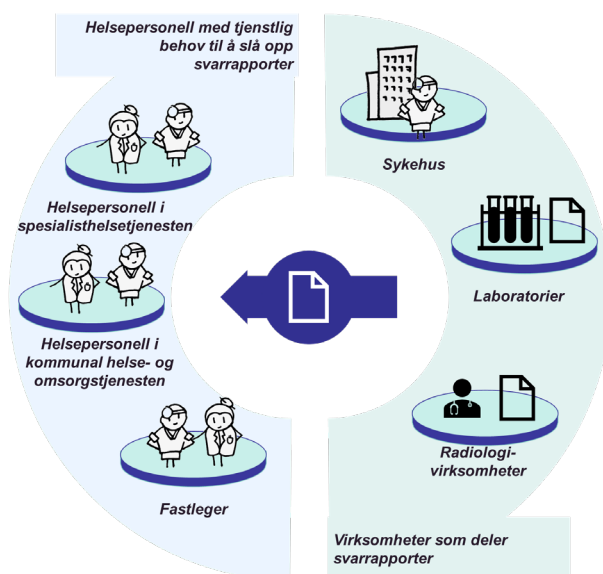 Helsepersonell med tjenstlig
behov til å slå opp
svarrapporter
Helsepersonell i
spesialisthelsetjenesten
Helsepersonell i
kommunal helse- og
omsorgstjenesten
Fastleger
Sykehus
Laboratorier
Radiologi-
virksomheter
Virksomheter som deler
svarrapporter